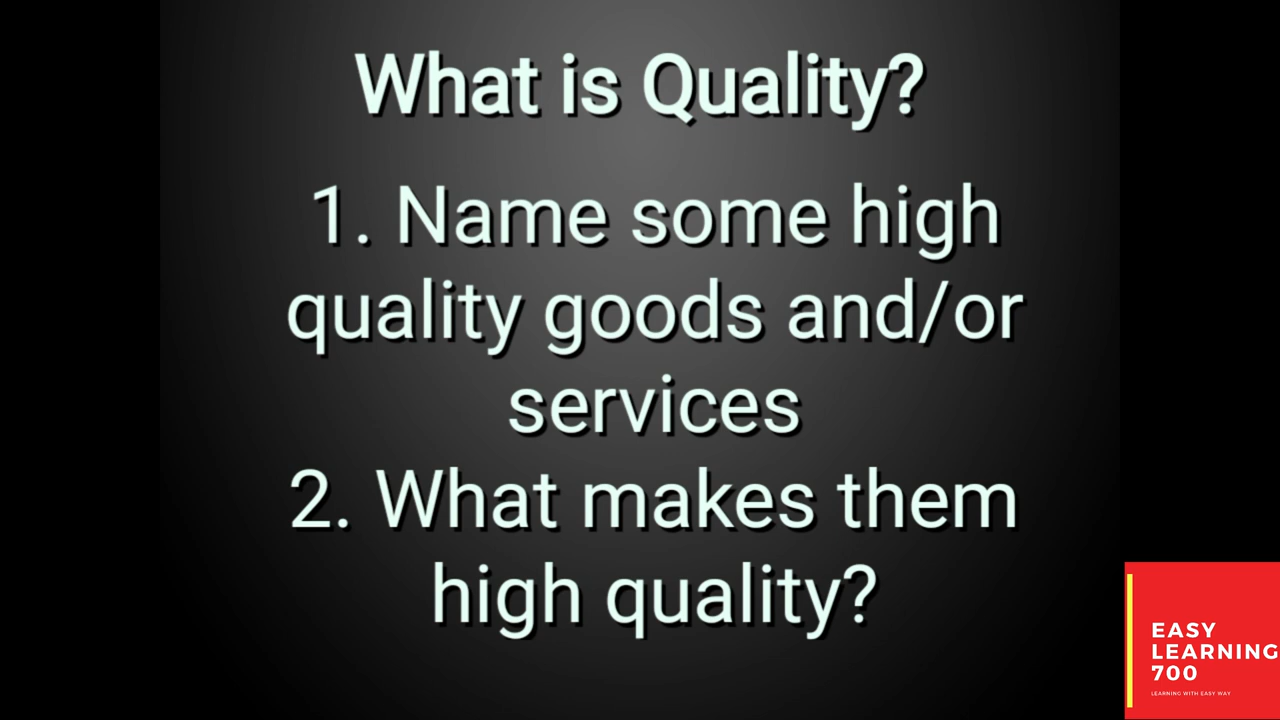 What is Quality?
1. Name some high
quality goods and/or
services
2. What makes them
high quality?
EASY
LEARNING
700
LEARNING WITH EASY WAY